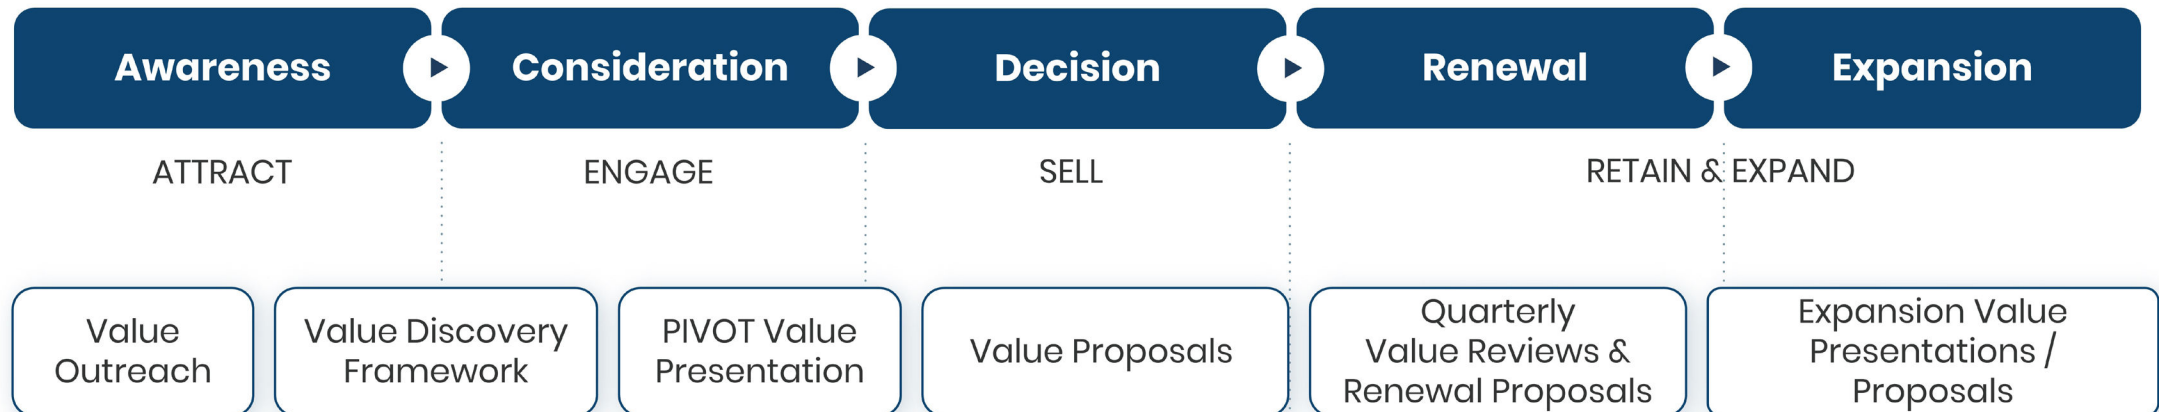 Awareness
Consideration
Decision
Renewal
Expansion
ATTRACT
ENGAGE
SELL
RETAIN & EXPAND
Value
Outreach
Value Discovery
Framework
PIVOT Value
Presentation
Value Proposals
Quarterly
Value Reviews &
Renewal Proposals
Expansion Value
Presentations /
Proposals